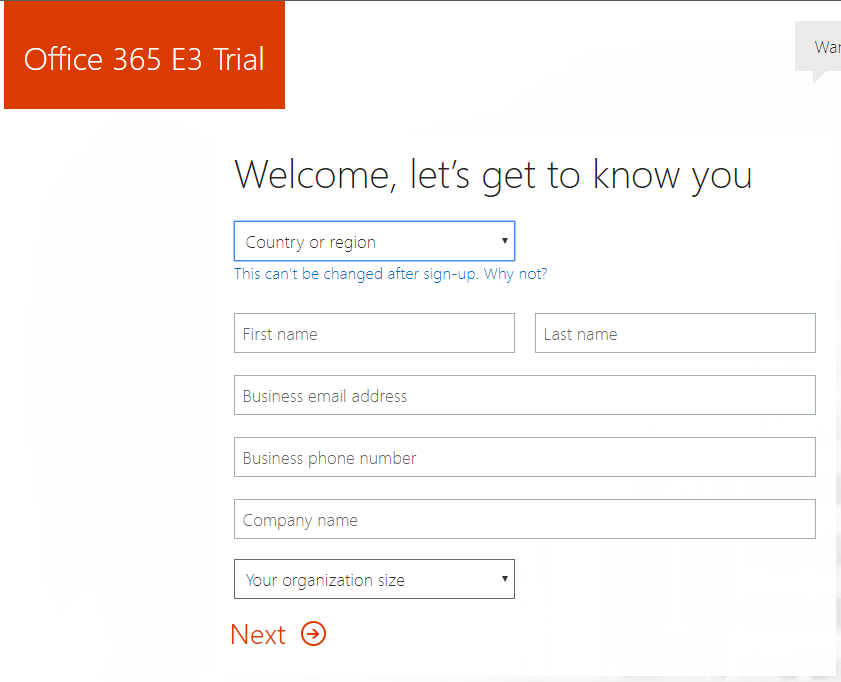 Office 365 E3 Trial
Welcome, let's get to know you
Country or region
This can't be changed after sign-up. Why not?
First name
Last name
Business email address
Business phone number
Company name
Your organization size
Next